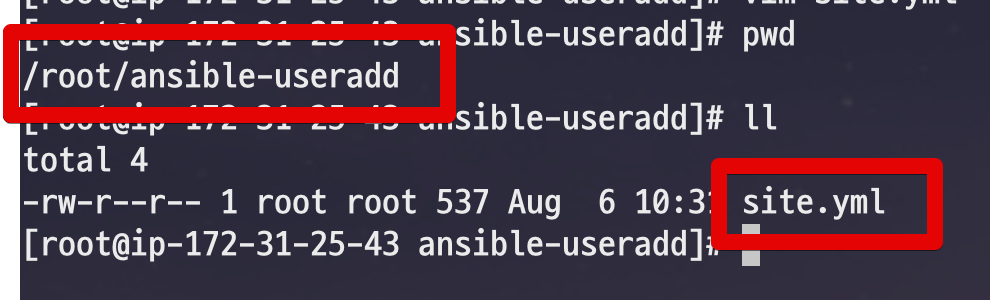 [root@ip-172-31-25-43 ansible-useradd]# vim site.yml
[root@ip-172-31-25-43 ansible-useradd]# pwd
/root/ansible-useradd
[root@ip-172-31-25-43 ansible-useradd]# ll
total 4
-rw-r--r-- 1 root root 537 Aug  6 10:31 site.yml
[root@ip-172-31-25-43 ansible-useradd]#